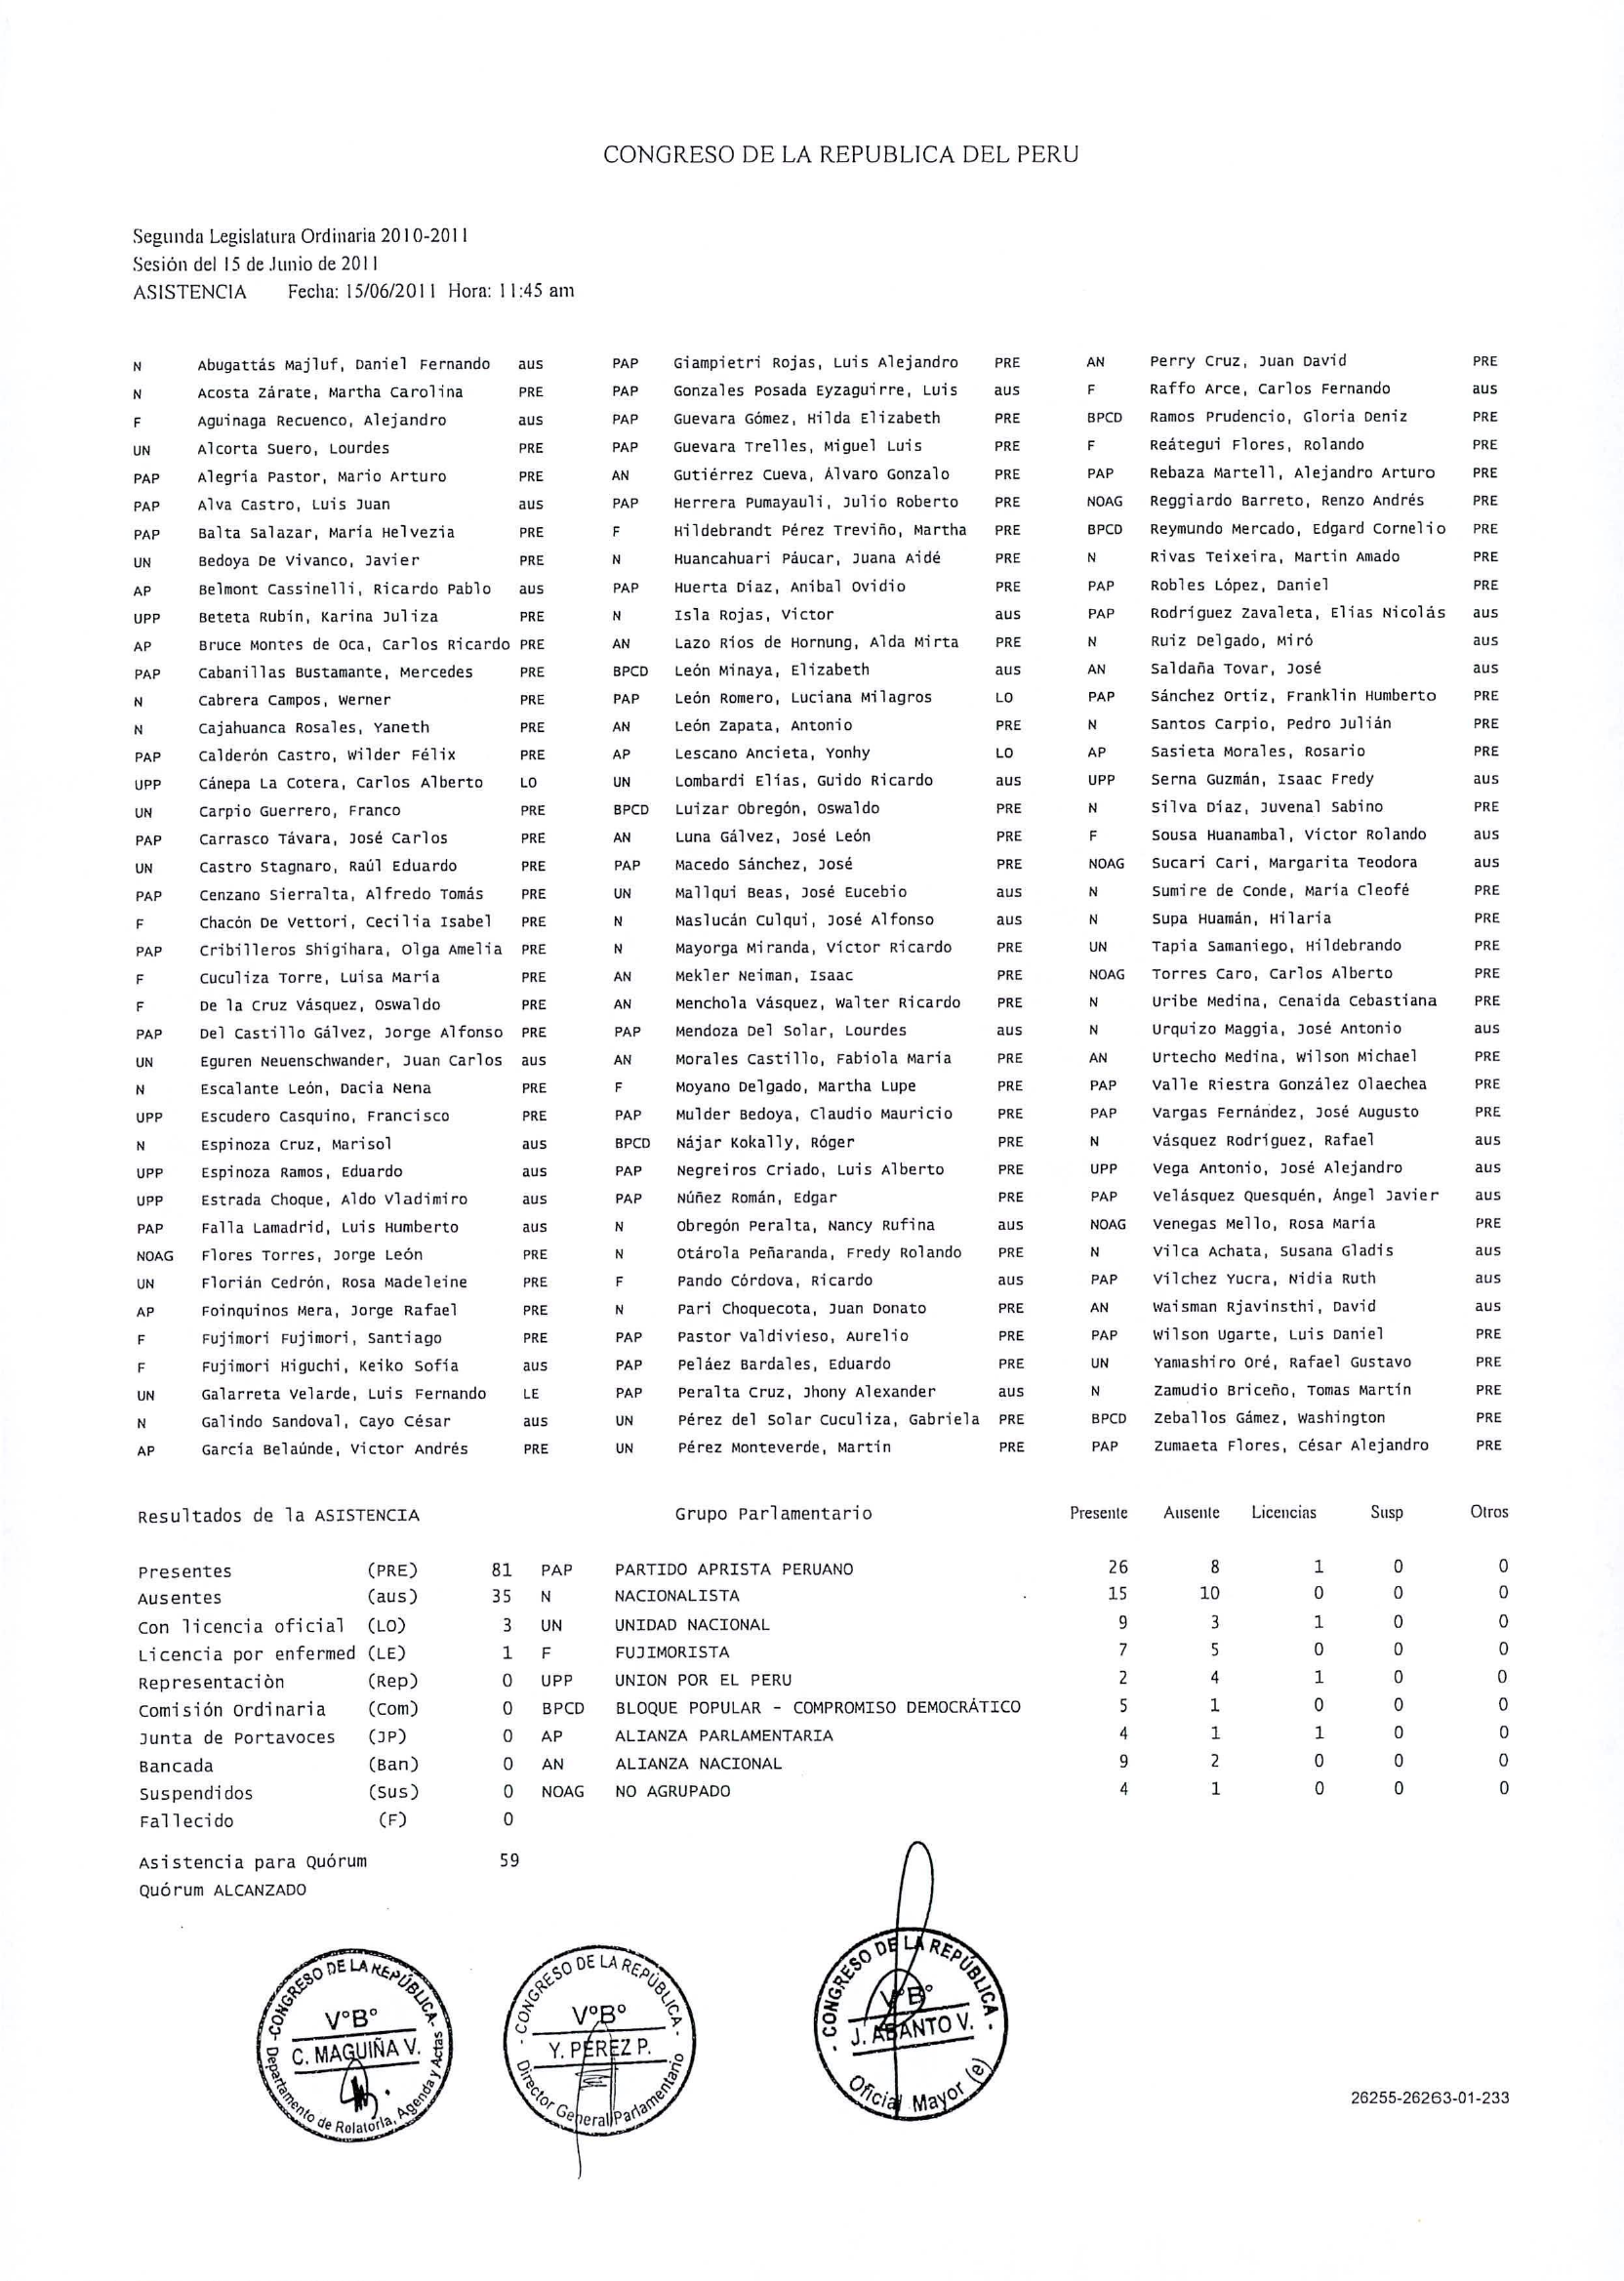 CONGRESO DE LA REPUBLICA DEL PERU
Segunda Legislatura Ordinaria 2010-2011
Sesión del 15 de Junio de 2011
ASISTENCIA Fecha: 15/06/2011 Hora: 11:45 am
N Abugattás Majluf, Daniel Fernando aus PAP Giampietri Rojas, Luis Alejandro PRE AN Perry Cruz, Juan David PRE
N Acosta Zárate, Martha Carolina PRE PAP Gonzales Posada Eyzaguirre, Luis aus F Raffo Arce, Carlos Fernando aus
F Aguinaga Recuenco, Alejandro aus PAP Guevara Gómez, Hilda Elizabeth PRE BPCD Ramos Prudencio, Gloria Deniz PRE
UN Alcorta Suero, Lourdes PRE PAP Guevara Trelles, Miguel Luis PRE F Reátegui Flores, Rolando PRE
PAP Alegría Pastor, Mario Arturo PRE AN Gutiérrez Cueva, Álvaro Gonzalo PRE PAP Rebaza Martell, Alejandro Arturo PRE
PAP Alva Castro, Luis Juan aus PAP Herrera Pumayauli, Julio Roberto PRE NOAG Reggiardo Barreto, Renzo Andrés PRE
PAP Balta Salazar, María Helvezia PRE F Hildebrandt Pérez Treviño, Martha PRE BPCD Reymundo Mercado, Edgard Cornelio PRE
UN Bedoya De Vivanco, Javier PRE N Huancahuari Páucar, Juana Aidé PRE N Rivas Teixeira, Martín Amado PRE
AP Belmont Cassinelli, Ricardo Pablo aus PAP Huerta Díaz, Aníbal Ovidio PRE PAP Robles López, Daniel PRE
UPP Beteta Rubín, Karina Juliza PRE N Isla Rojas, Víctor aus PAP Rodríguez Zavaleta, Elías Nicolás aus
AP Bruce Montes de Oca, Carlos Ricardo PRE AN Lazo Ríos de Hornung, Alda Mirta PRE N Ruiz Delgado, Miró aus
PAP Cabanillas Bustamante, Mercedes PRE BPCD León Minaya, Elizabeth aus AN Saldaña Tovar, José aus
N Cabrera Campos, Werner PRE PAP León Romero, Luciana Milagros LO PAP Sánchez Ortiz, Franklin Humberto PRE
N Cajahuanca Rosales, Yaneth PRE AN León Zapata, Antonio PRE N Santos Carpio, Pedro Julián PRE
PAP Calderón Castro, Wilder Félix PRE AP Lescano Ancieta, Yonhy LO AP Sasieta Morales, Rosario PRE
UPP Cánepa La Cotera, Carlos Alberto LO UN Lombardi Elías, Guido Ricardo aus UPP Serna Guzmán, Isaac Fredy aus
UN Carpio Guerrero, Franco PRE BPCD Luizar Obregón, Oswaldo PRE N Silva Díaz, Juvenal Sabino PRE
PAP Carrasco Távara, José Carlos PRE AN Luna Gálvez, José León PRE F Sousa Huanambal, Víctor Rolando aus
UN Castro Stagnaro, Raúl Eduardo PRE PAP Macedo Sánchez, José PRE NOAG Sucari Cari, Margarita Teodora aus
PAP Cenzano Sierralta, Alfredo Tomás PRE UN Mallqui Beas, José Eucebio aus N Sumire de Conde, María Cleofé PRE
F Chacón De Vettori, Cecilia Isabel PRE N Maslucán Culqui, José Alfonso aus N Supa Huamán, Hilaria PRE
PAP Cribilleros Shigihara, Olga Amelia PRE N Mayorga Miranda, Víctor Ricardo PRE UN Tapia Samaniego, Hildebrando PRE
F Cuculiza Torre, Luisa María PRE AN Mekler Neiman, Isaac PRE NOAG Torres Caro, Carlos Alberto PRE
F De la Cruz Vásquez, Oswaldo PRE AN Menchola Vásquez, Walter Ricardo PRE N Uribe Medina, Cenaida Cebastiana PRE
PAP Del Castillo Gálvez, Jorge Alfonso PRE PAP Mendoza Del Solar, Lourdes aus N Urquizo Maggia, José Antonio aus
UN Eguren Neuenschwander, Juan Carlos aus AN Morales Castillo, Fabiola María PRE AN Urtecho Medina, Wilson Michael PRE
N Escalante León, Dacia Nena PRE F Moyano Delgado, Martha Lupe PRE PAP Valle Riestra González Olaechea PRE
UPP Escudero Casquino, Francisco PRE PAP Mulder Bedoya, Claudio Mauricio PRE PAP Vargas Fernández, José Augusto PRE
N Espinoza Cruz, Marisol aus BPCD Nájar Kokally, Róger PRE N Vásquez Rodríguez, Rafael aus
UPP Espinoza Ramos, Eduardo aus PAP Negreiros Criado, Luis Alberto PRE UPP Vega Antonio, José Alejandro aus
UPP Estrada Choque, Aldo Vladimiro aus PAP Núñez Román, Edgar PRE PAP Velásquez Quesquén, Ángel Javier aus
PAP Falla Lamadrid, Luis Humberto aus N Obregón Peralta, Nancy Rufina aus NOAG Venegas Mello, Rosa María PRE
NOAG Flores Torres, Jorge León PRE N Otárola Peñaranda, Fredy Rolando PRE N Vilca Achata, Susana Gladis aus
UN Florián Cedrón, Rosa Madeleine PRE F Pando Córdova, Ricardo aus PAP Vilchez Yucra, Nidia Ruth aus
AP Foinquinos Mera, Jorge Rafael PRE N Pari Choquecota, Juan Donato PRE AN Waisman Rjavinsthi, David aus
F Fujimori Fujimori, Santiago PRE PAP Pastor Valdivieso, Aurelio PRE PAP Wilson Ugarte, Luis Daniel PRE
F Fujimori Higuchi, Keiko Sofía aus PAP Peláez Bardales, Eduardo PRE UN Yamashiro Oré, Rafael Gustavo PRE
UN Galarreta Velarde, Luis Fernando LE PAP Peralta Cruz, Jhony Alexander aus N Zamudio Briceño, Tomas Martín PRE
N Galindo Sandoval, Cayo César aus UN Pérez del Solar Cuculiza, Gabriela PRE BPCD Zeballos Gámez, Washington PRE
AP García Belaúnde, Víctor Andrés PRE UN Pérez Monteverde, Martín PRE PAP Zumaeta Flores, César Alejandro PRE
Resultados de la ASISTENCIA Grupo Parlamentario Presente Ausente Licencias Susp Otros
Presentes (PRE) 81 PAP PARTIDO APRISTA PERUANO 26 8 1 0 0
Ausentes (aus) 35 N NACIONALISTA 15 10 0 0 0
Con licencia oficial (LO) 3 UN UNIDAD NACIONAL 9 3 1 0 0
Licencia por enfermed (LE) 1 F FUJIMORISTA 7 5 0 0 0
Representaciòn (Rep) 0 UPP UNION POR EL PERU 2 4 1 0 0
Comisión Ordinaria (Com) 0 BPCD BLOQUE POPULAR - COMPROMISO DEMOCRÁTICO 5 1 0 0 0
Junta de Portavoces (JP) 0 AP ALIANZA PARLAMENTARIA 4 1 1 0 0
Bancada (Ban) 0 AN ALIANZA NACIONAL 9 2 0 0 0
Suspendidos (Sus) 0 NOAG NO AGRUPADO 4 1 0 0 0
Fallecido (F) 0
Asistencia para Quórum 59
Quórum ALCANZADO
-CONGRESO DE LA REPÚBLICA-
V°B°
C. MAGUIÑA V.
Departamento de Relatoría, Agenda y Actas
- CONGRESO DE LA REPÚBLICA -
V°B°
Y. PÉREZ P.
Director General Parlamentario
- CONGRESO DE LA REPÚBLICA -
V°B°
J. ABANTO V.
Oficial Mayor (e)
26255-26263-01-233